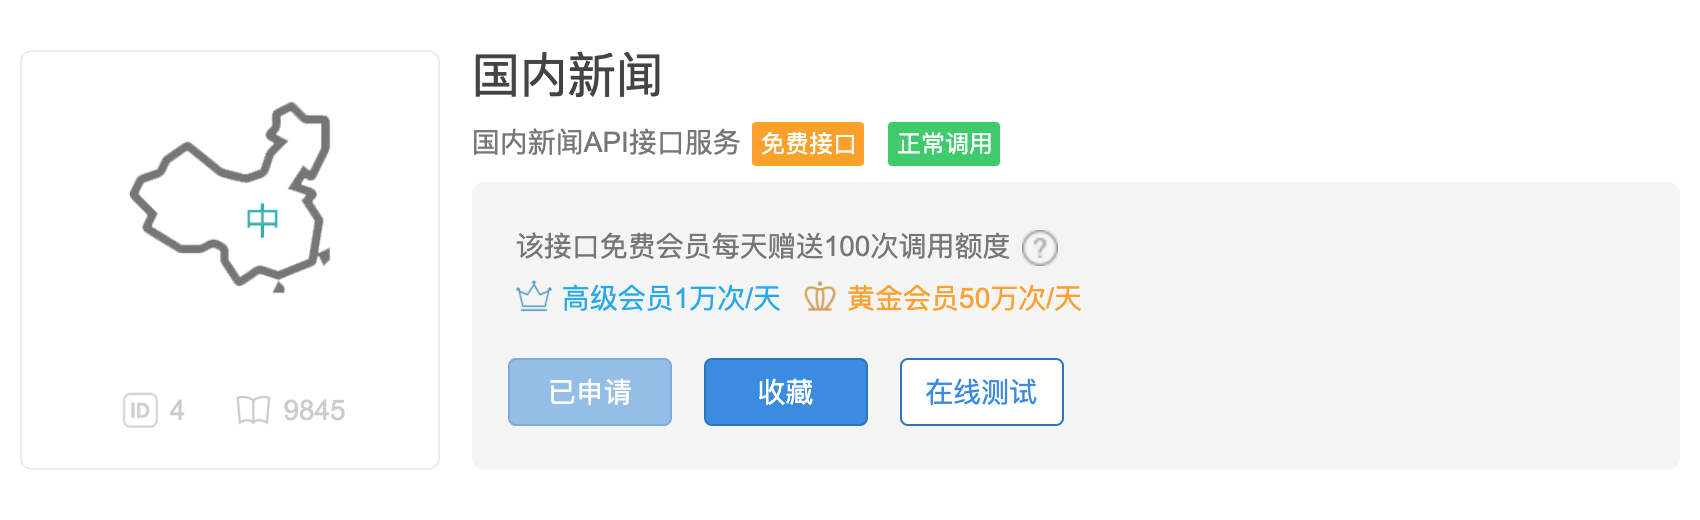 国内新闻
国内新闻API接口服务 免费接口 正常调用
中
该接口免费会员每天赠送100次调用额度 ?
高级会员1万次/天 黄金会员50万次/天
已申请 收藏 在线测试
ID 4 9845